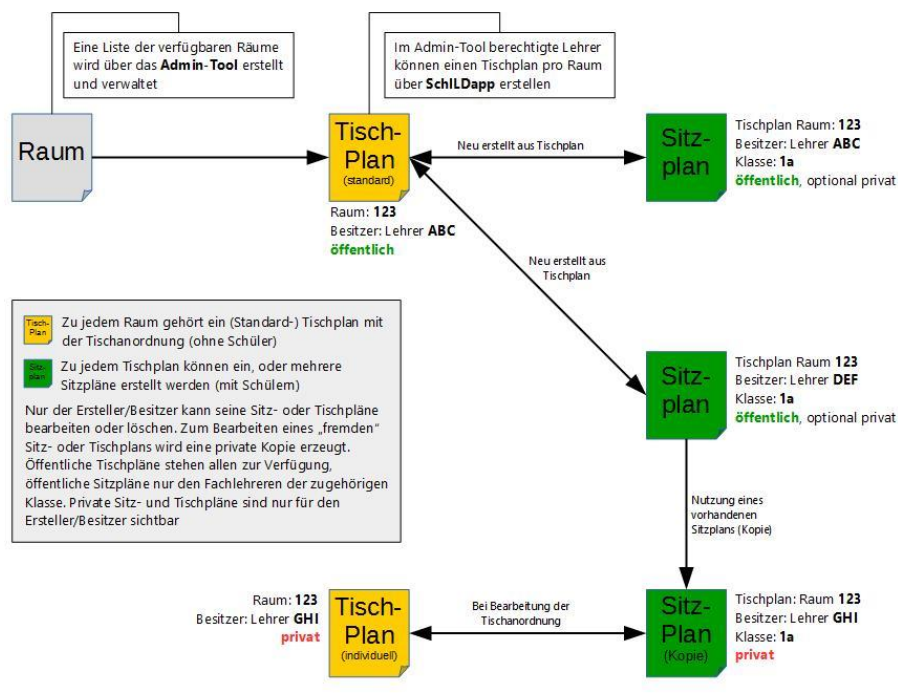 Eine Liste der verfügbaren Räume
wird über das Admin-Tool erstellt
und verwaltet
Im Admin-Tool berechtigte Lehrer
können einen Tischplan pro Raum
über SchILDapp erstellen
Raum
Tisch-
Plan
(standard)
Raum: 123
Besitzer: Lehrer ABC
öffentlich
Neu erstellt aus Tischplan
Sitz-
plan
Tischplan Raum: 123
Besitzer: Lehrer ABC
Klasse: 1a
öffentlich, optional privat
Neu erstellt aus
Tischplan
Tisch-
Plan
Zu jedem Raum gehört ein (Standard-) Tischplan mit
der Tischanordnung (ohne Schüler)
Sitz-
plan
Zu jedem Tischplan können ein, oder mehrere
Sitzpläne erstellt werden (mit Schülern)
Nur der Ersteller/Besitzer kann seine Sitz- oder Tischpläne
bearbeiten oder löschen. Zum Bearbeiten eines „fremden“
Sitz- oder Tischplans wird eine private Kopie erzeugt.
Öffentliche Tischpläne stehen allen zur Verfügung,
öffentliche Sitzpläne nur den Fachlehreren der zugehörigen
Klasse. Private Sitz- und Tischpläne sind nur für den
Ersteller/Besitzer sichtbar
Sitz-
plan
Tischplan Raum 123
Besitzer: Lehrer DEF
Klasse: 1a
öffentlich, optional privat
Nutzung eines
vorhandenen
Sitzplans (Kopie)
Raum: 123
Besitzer: Lehrer GHI
privat
Tisch-
Plan
(individuell)
Bei Bearbeitung der
Tischanordnung
Sitz-
Plan
(Kopie)
Tischplan: Raum 123
Besitzer: Lehrer GHI
Klasse: 1a
privat